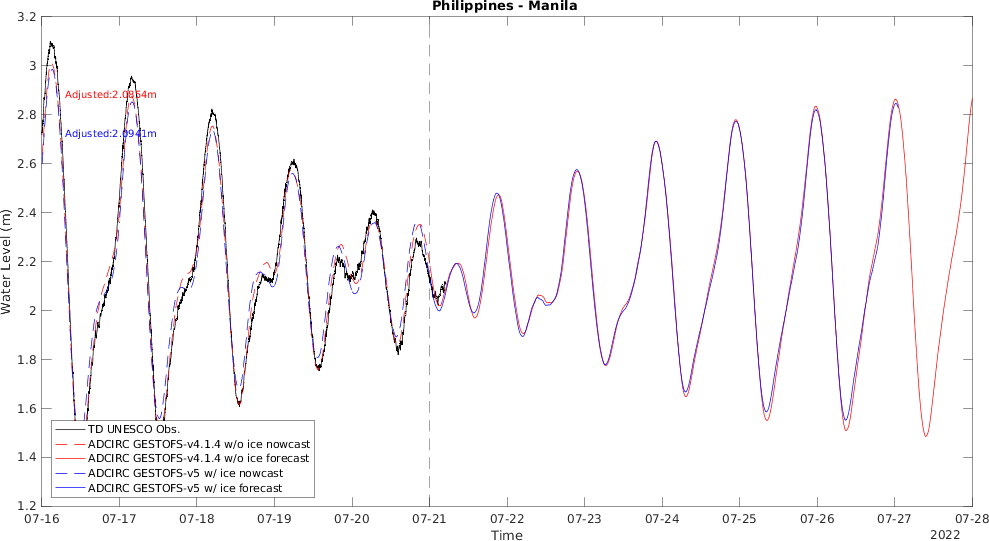 Philippines - Manila
3.2
3
2.8
2.6
2.4
2.2
2
1.8
1.6
1.4
1.2
Water Level (m)
Adjusted:2.0864m
Adjusted:2.0941m
TD UNESCO Obs.
ADCIRC GESTOFS-v4.1.4 w/o ice nowcast
ADCIRC GESTOFS-v4.1.4 w/o ice forecast
ADCIRC GESTOFS-v5 w/ ice nowcast
ADCIRC GESTOFS-v5 w/ ice forecast
07-16 07-17 07-18 07-19 07-20 07-21 07-22 07-23 07-24 07-25 07-26 07-27 07-28
Time
2022